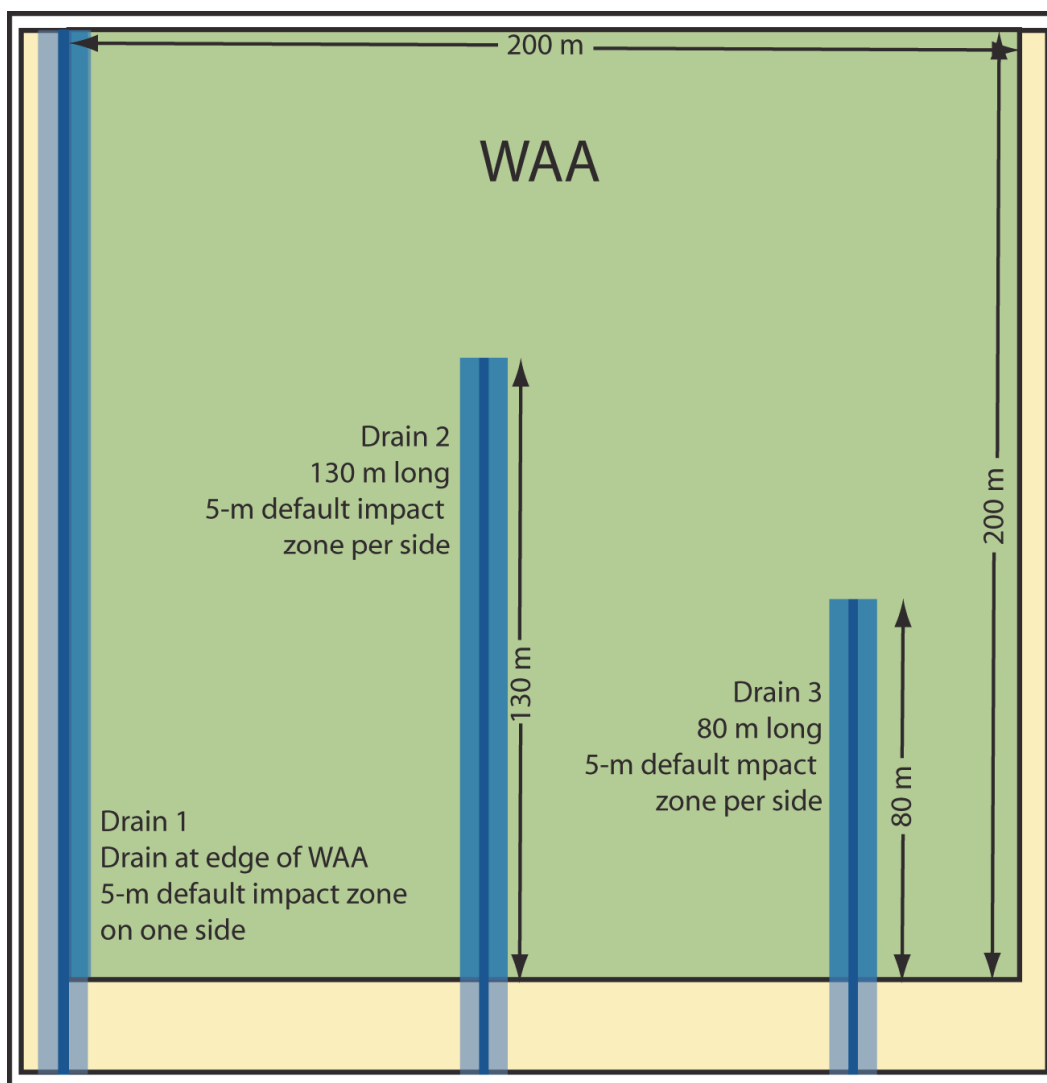 200 m
WAA
Drain 2
130 m long
5-m default impact
zone per side
200 m
130 m
Drain 3
80 m long
5-m default mpact
zone per side
80 m
Drain 1
Drain at edge of WAA
5-m default impact zone
on one side